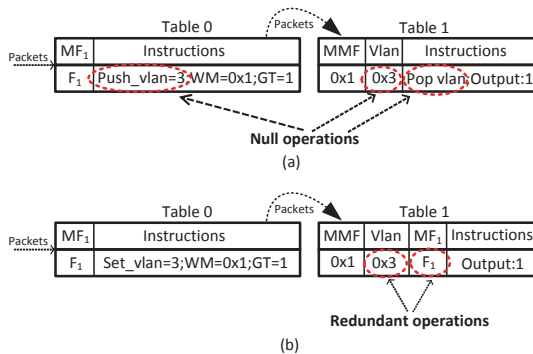 Table 0
Packets
Table 1
Packets
MF1 Instructions
MMF Vlan Instructions
F1 Push_vlan=3;WM=0x1;GT=1
0x1 0x3 Pop vlan Output:1
Null operations
(a)
Table 0
Packets
Table 1
Packets
MF1 Instructions
MMF Vlan MF1 Instructions
F1 Set_vlan=3;WM=0x1;GT=1
0x1 0x3 F1 Output:1
Redundant operations
(b)